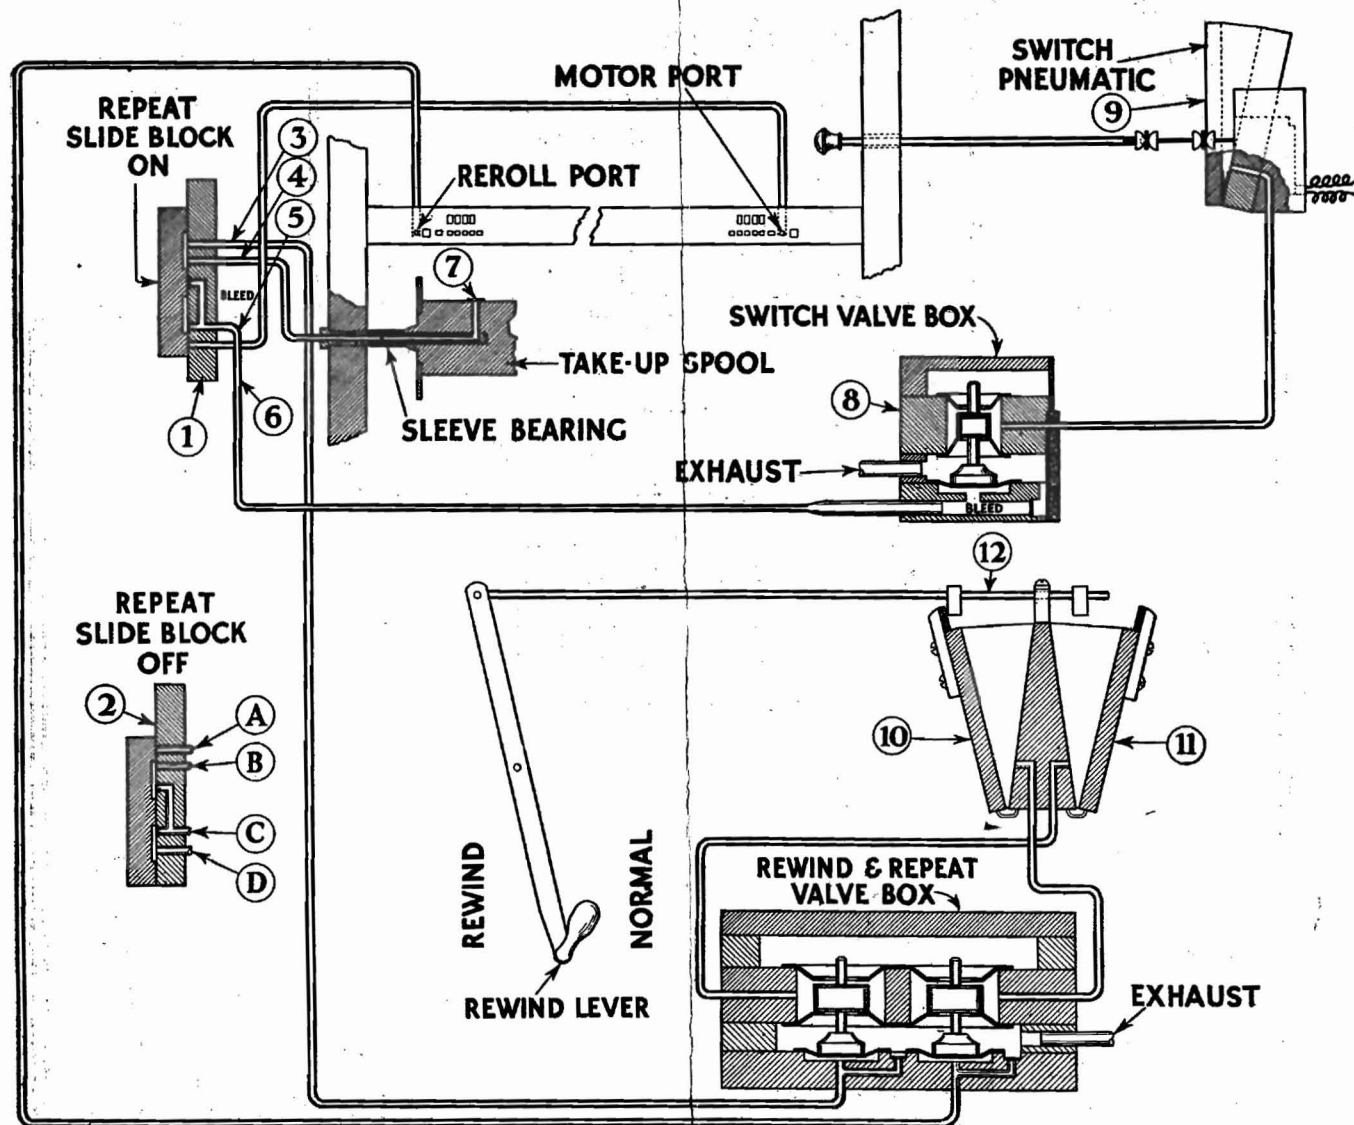 SWITCH
PNEUMATIC
9
MOTOR PORT
REPEAT
SLIDE BLOCK
ON
3
4
5
REROLL PORT
7
BLEED
SWITCH VALVE BOX
TAKE-UP SPOOL
8
1
6
SLEEVE BEARING
EXHAUST
BLEED
12
REPEAT
SLIDE BLOCK
OFF
2
A
B
10
11
C
D
REWIND
NORMAL
REWIND & REPEAT
VALVE BOX
REWIND LEVER
EXHAUST